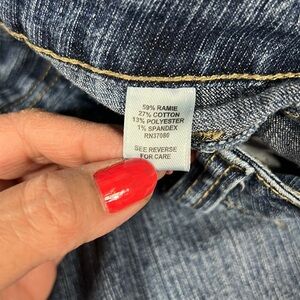 59% RAMIE
27% COTTON
13% POLYESTER
1% SPANDEX
RN37080
SEE REVERSE
FOR CARE